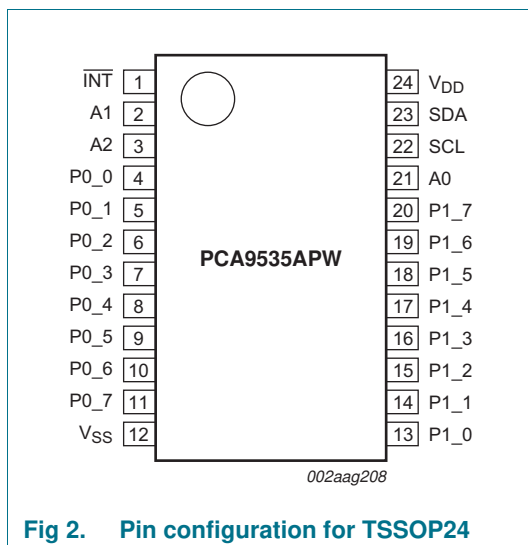 INT 1 24 VDD
A1 2 23 SDA
A2 3 22 SCL
P0_0 4 21 A0
P0_1 5 20 P1_7
P0_2 6 19 P1_6
PCA9535APW
P0_3 7 18 P1_5
P0_4 8 17 P1_4
P0_5 9 16 P1_3
P0_6 10 15 P1_2
P0_7 11 14 P1_1
VSS 12 13 P1_0
002aag208
Fig 2. Pin configuration for TSSOP24